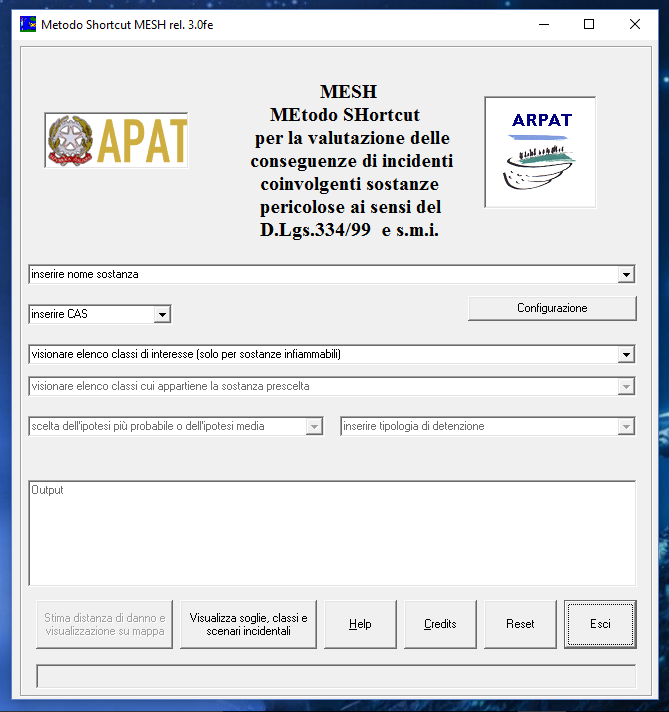 Metodo Shortcut MESH rel. 3.0fe
APAT
MESH
MEtodo SHortcut
per la valutazione delle
conseguenze di incidenti
coinvolgenti sostanze
pericolose ai sensi del
D.Lgs.334/99 e s.m.i.
ARPAT
inserire nome sostanza
inserire CAS
Configurazione
visionare elenco classi di interesse (solo per sostanze infiammabili)
visionare elenco classi cui appartiene la sostanza prescelta
scelta dell'ipotesi più probabile o dell'ipotesi media
inserire tipologia di detenzione
Output
Stima distanza di danno e
visualizzazione su mappa
Visualizza soglie, classi e
scenari incidentali
Help
Credits
Reset
Esci